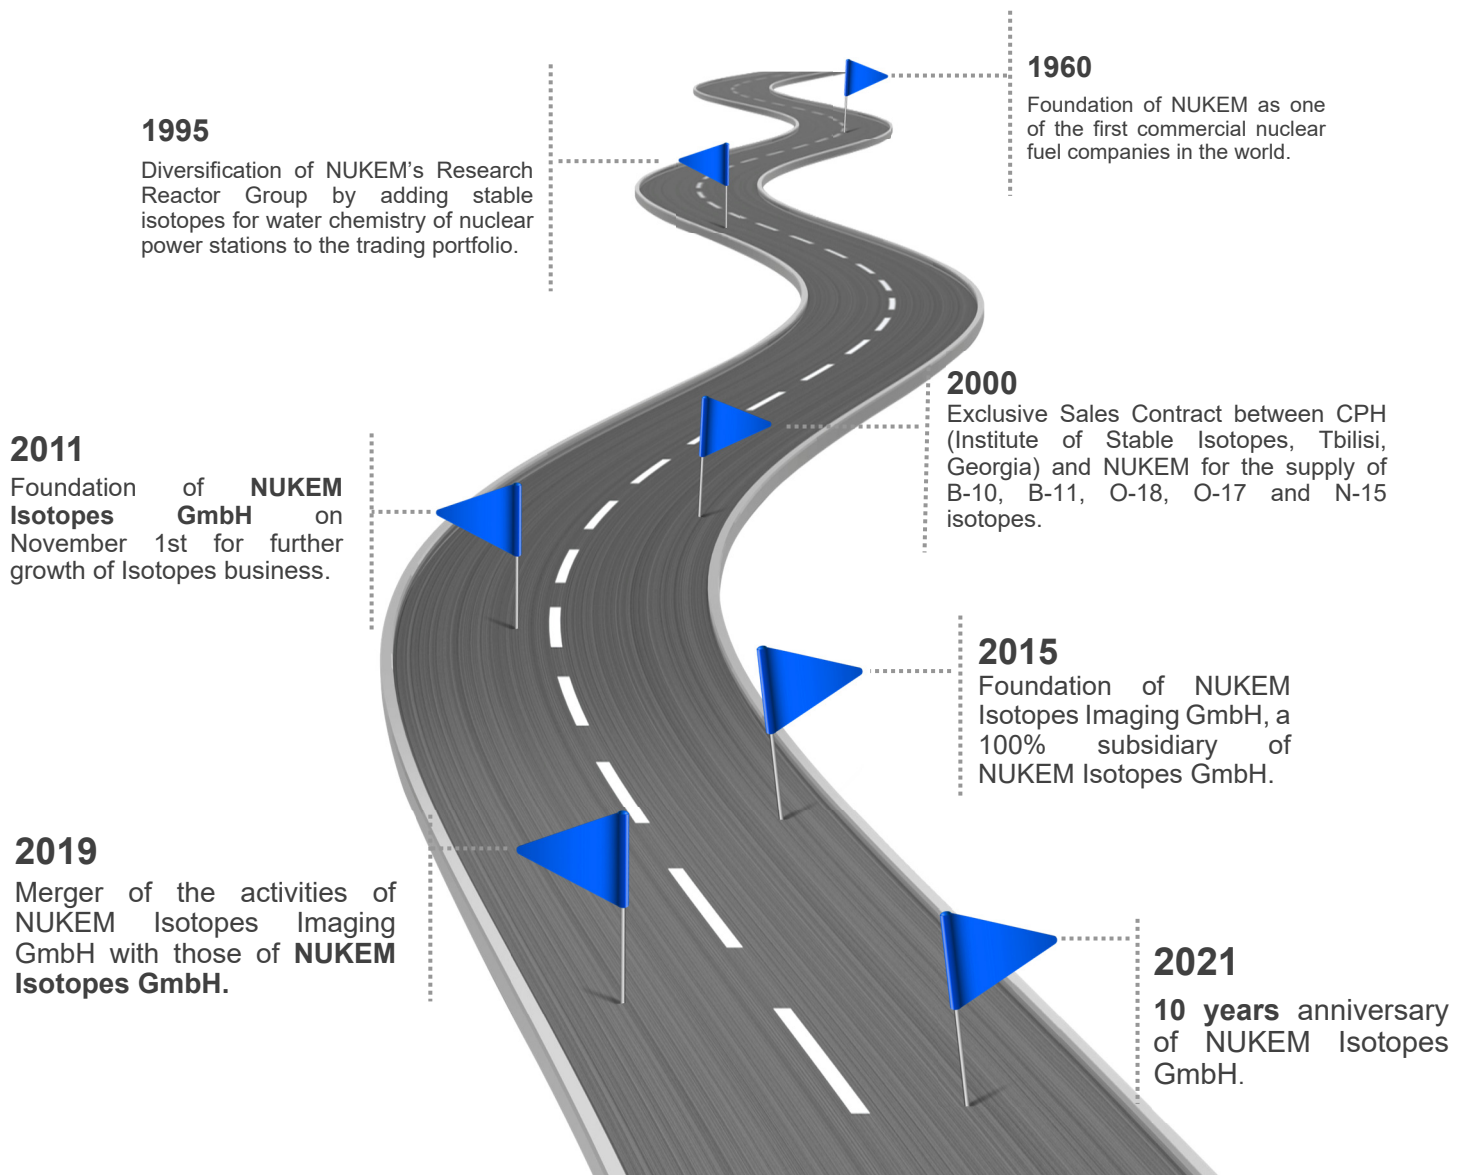 1960
Foundation of NUKEM as one
of the first commercial nuclear
fuel companies in the world.
1995
Diversification of NUKEM’s Research
Reactor Group by adding stable
isotopes for water chemistry of nuclear
power stations to the trading portfolio.
2000
Exclusive Sales Contract between CPH
(Institute of Stable Isotopes, Tbilisi,
Georgia) and NUKEM for the supply of
B-10, B-11, O-18, O-17 and N-15
isotopes.
2011
Foundation of NUKEM
Isotopes GmbH on
November 1st for further
growth of Isotopes business.
2015
Foundation of NUKEM
Isotopes Imaging GmbH, a
100% subsidiary of
NUKEM Isotopes GmbH.
2019
Merger of the activities of
NUKEM Isotopes Imaging
GmbH with those of NUKEM
Isotopes GmbH.
2021
10 years anniversary
of NUKEM Isotopes
GmbH.